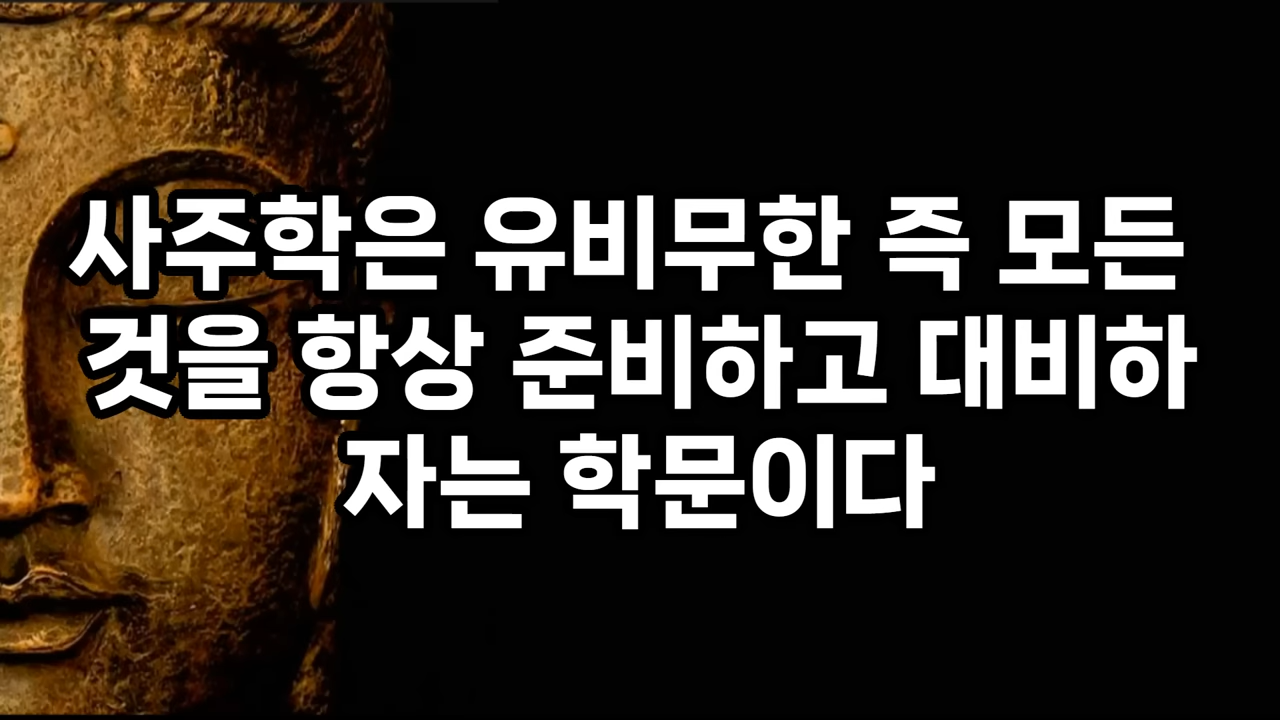 사주학은 유비무한 즉 모든
것을 항상 준비하고 대비하
자는 학문이다